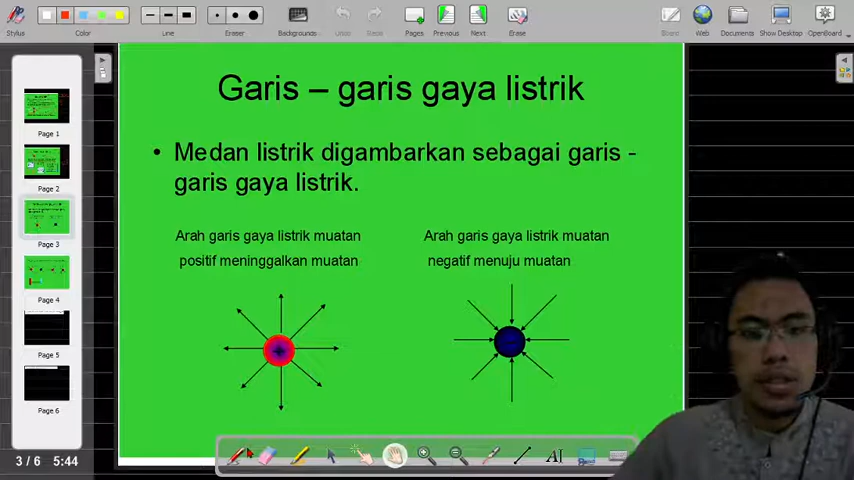 Stylus
Color
Line
Eraser
Backgrounds
Undo
Redo
Pages
Previous
Next
Erase
Board
Web
Documents
Show Desktop
OpenBoard
Page 1
Page 2
Page 3
Page 4
Page 5
Page 6
3 / 6 5:44
Garis – garis gaya listrik
• Medan listrik digambarkan sebagai garis -
garis gaya listrik.
Arah garis gaya listrik muatan
positif meninggalkan muatan
Arah garis gaya listrik muatan
negatif menuju muatan